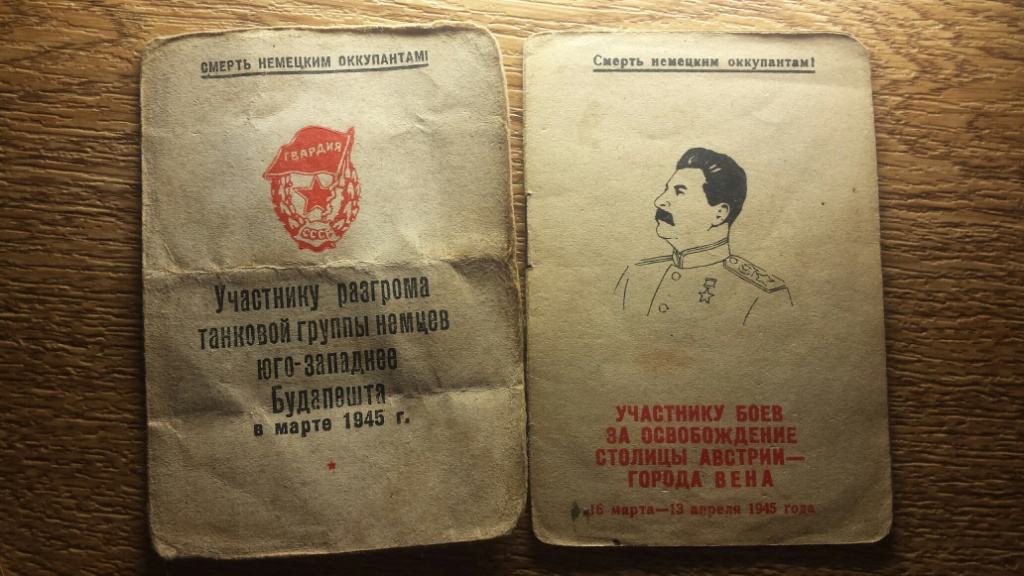 СМЕРТЬ НЕМЕЦКИМ ОККУПАНТАМ!
ГВАРДИЯ
СССР
Участнику разгрома
танковой группы немцев
юго-западнее
Будапешта
в марте 1945 г.
Смерть немецким оккупантам!
УЧАСТНИКУ БОЕВ
ЗА ОСВОБОЖДЕНИЕ
СТОЛИЦЫ АВСТРИИ—
ГОРОДА ВЕНА
16 марта—13 апреля 1945 года